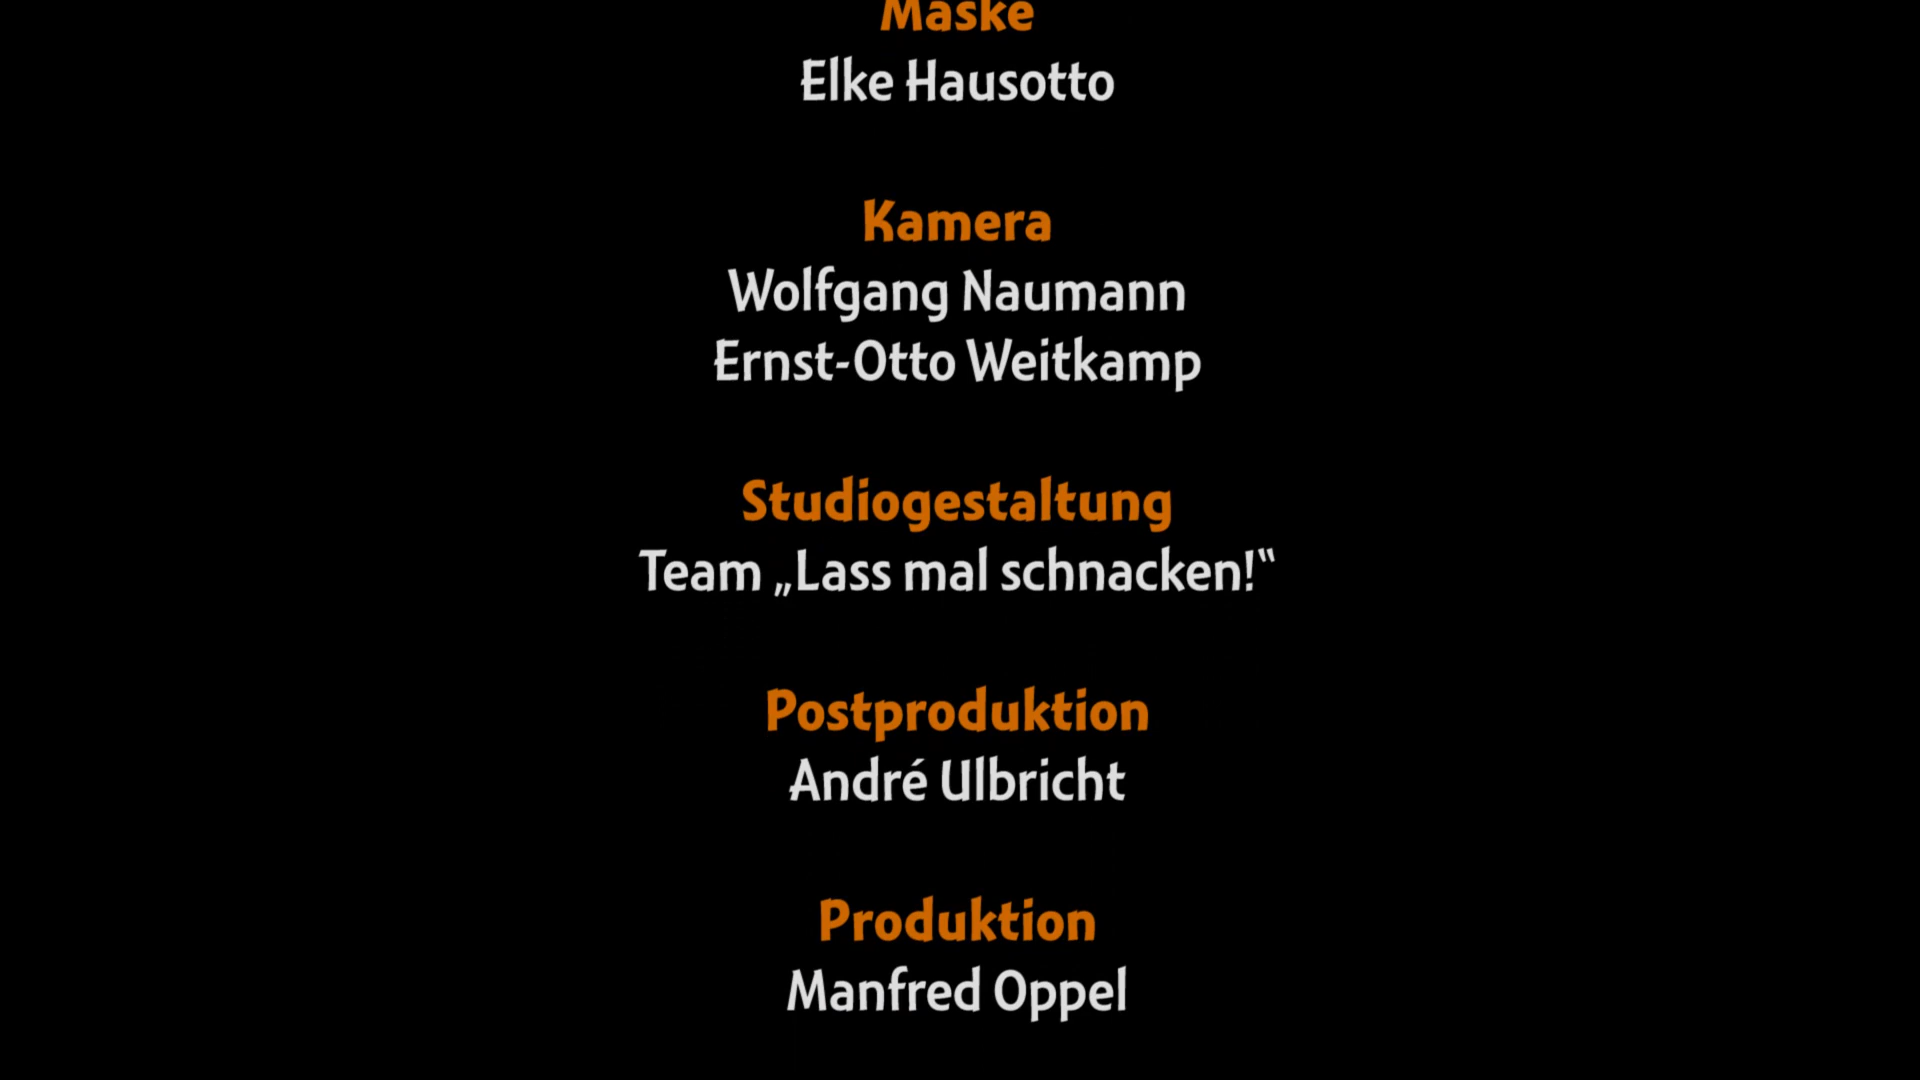 Maske
Elke Hausotto
Kamera
Wolfgang Naumann
Ernst-Otto Weitkamp
Studiogestaltung
Team „Lass mal schnacken!“
Postproduktion
André Ulbricht
Produktion
Manfred Oppel